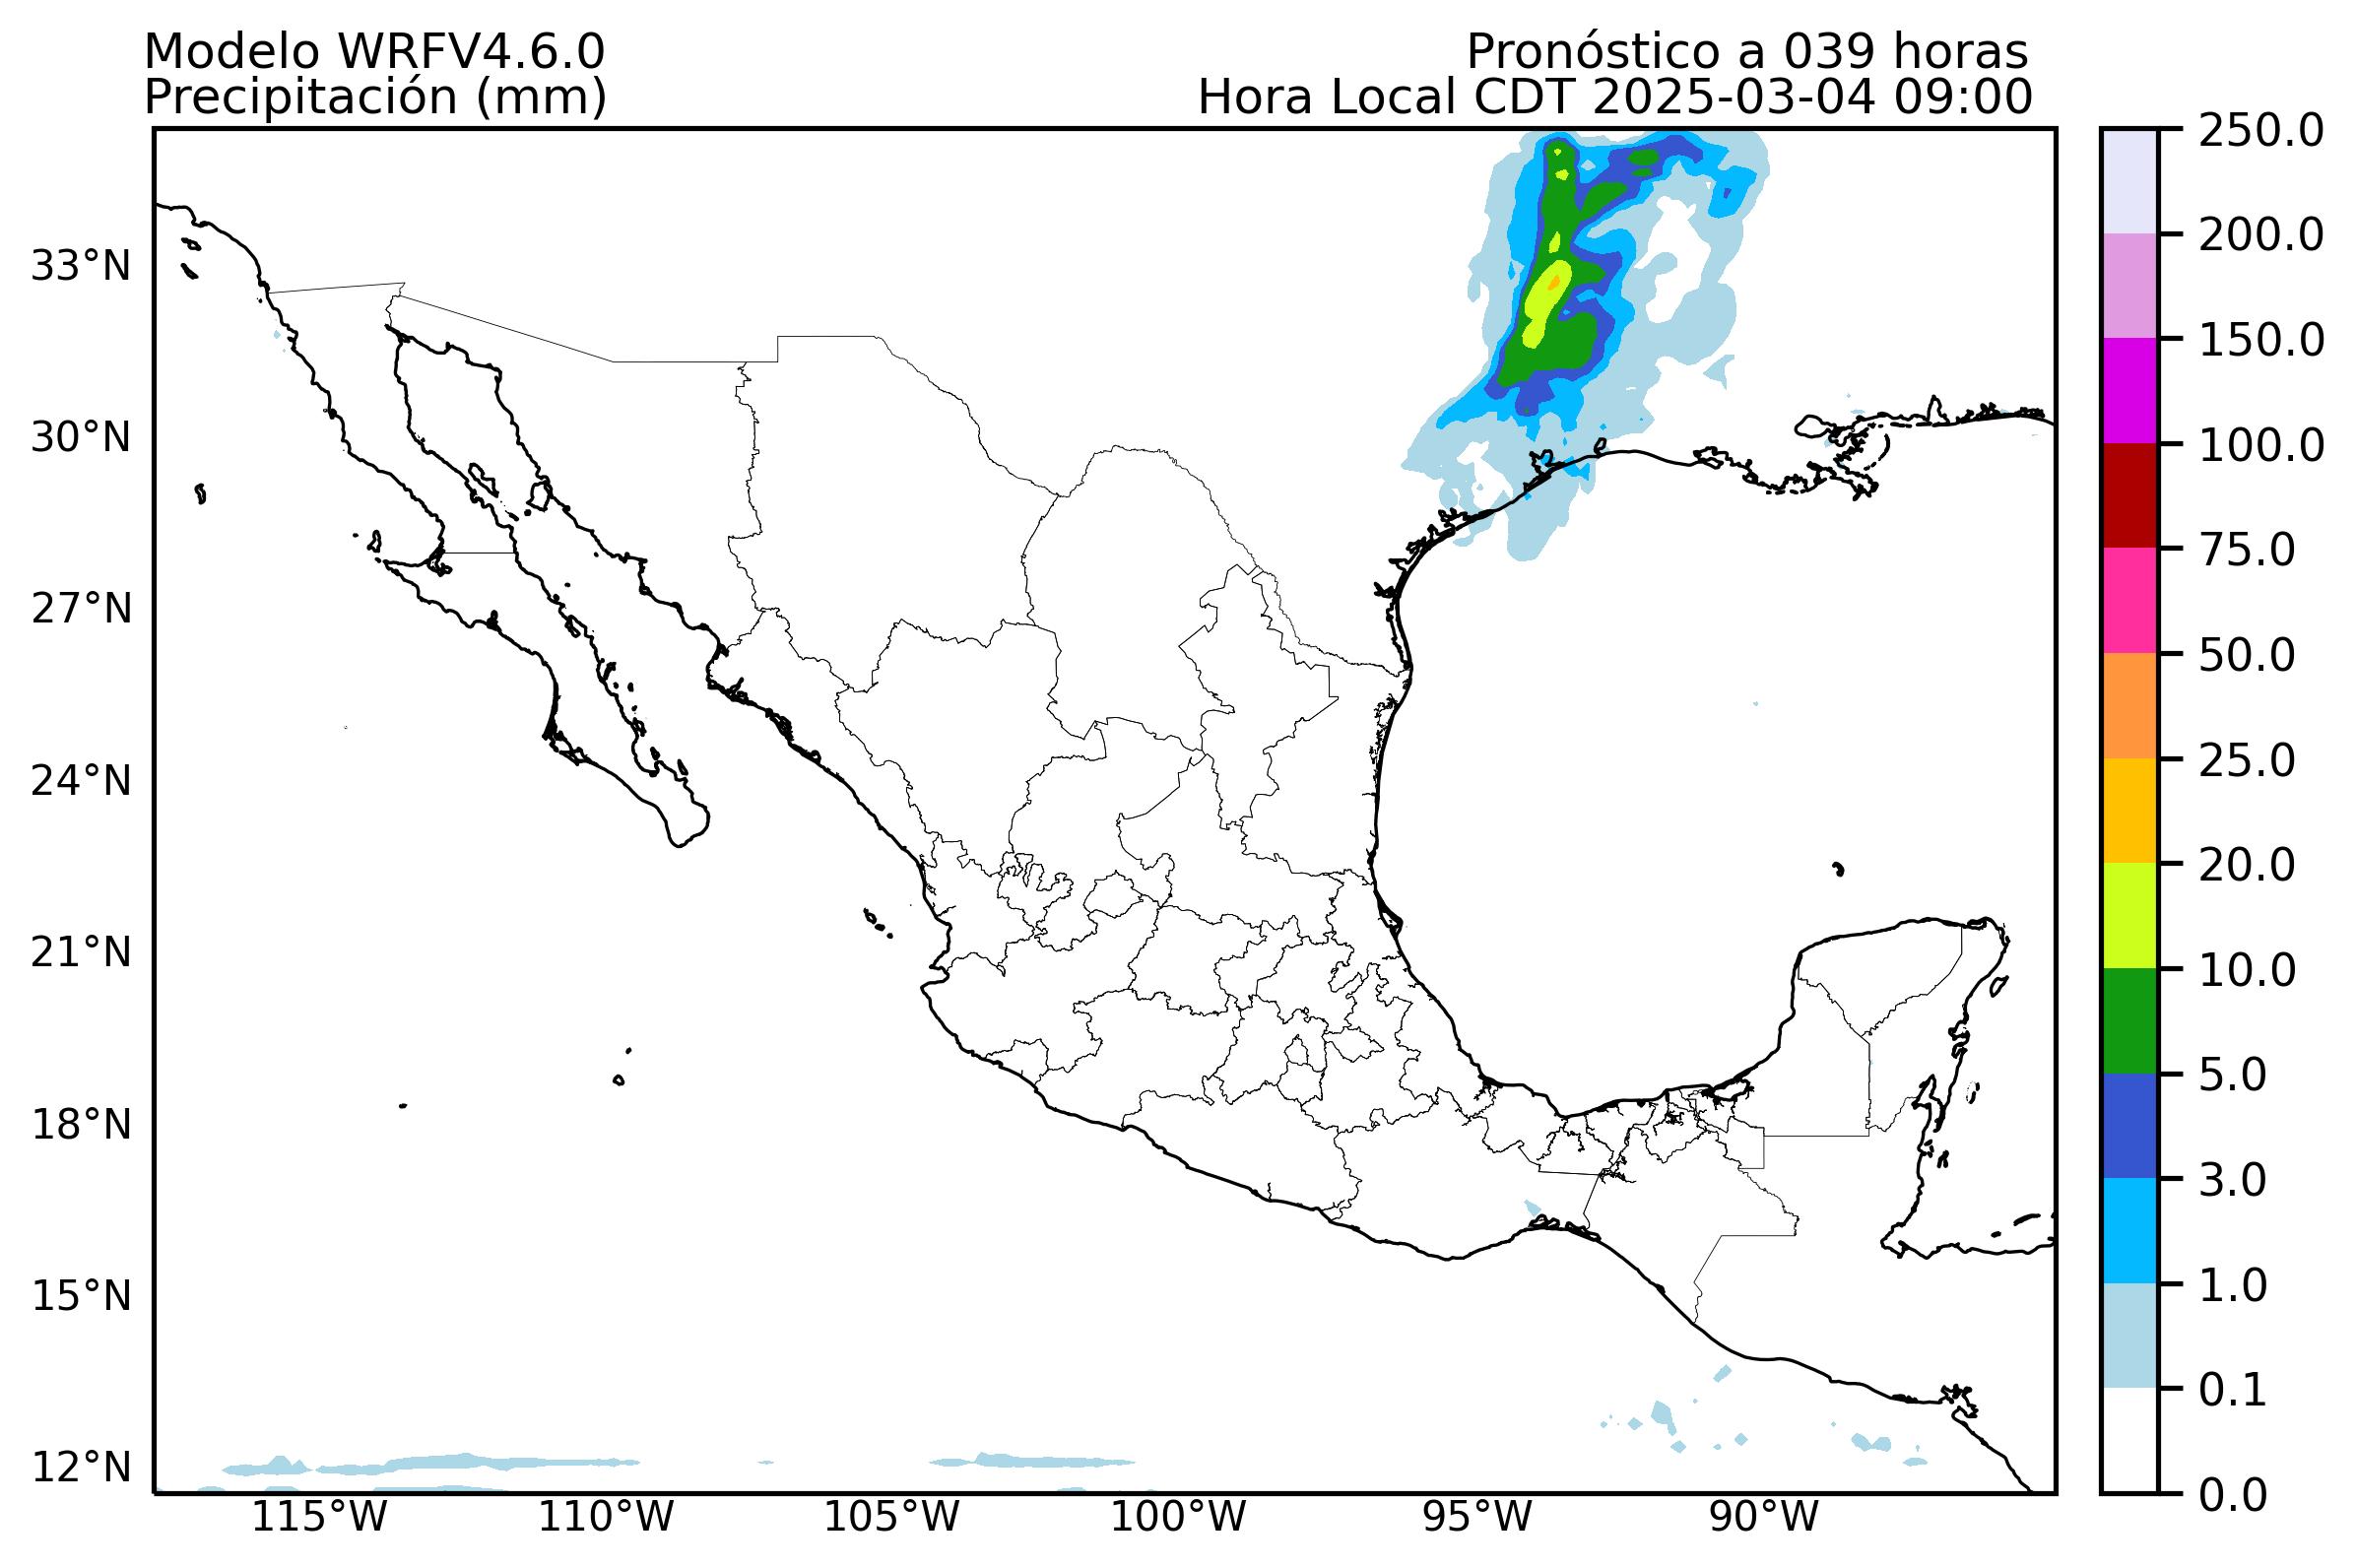 Modelo WRFV4.6.0
Precipitación (mm)
Pronóstico a 039 horas
Hora Local CDT 2025-03-04 09:00
33°N
30°N
27°N
24°N
21°N
18°N
15°N
12°N
115°W
110°W
105°W
100°W
95°W
90°W
250.0
200.0
150.0
100.0
75.0
50.0
25.0
20.0
10.0
5.0
3.0
1.0
0.1
0.0